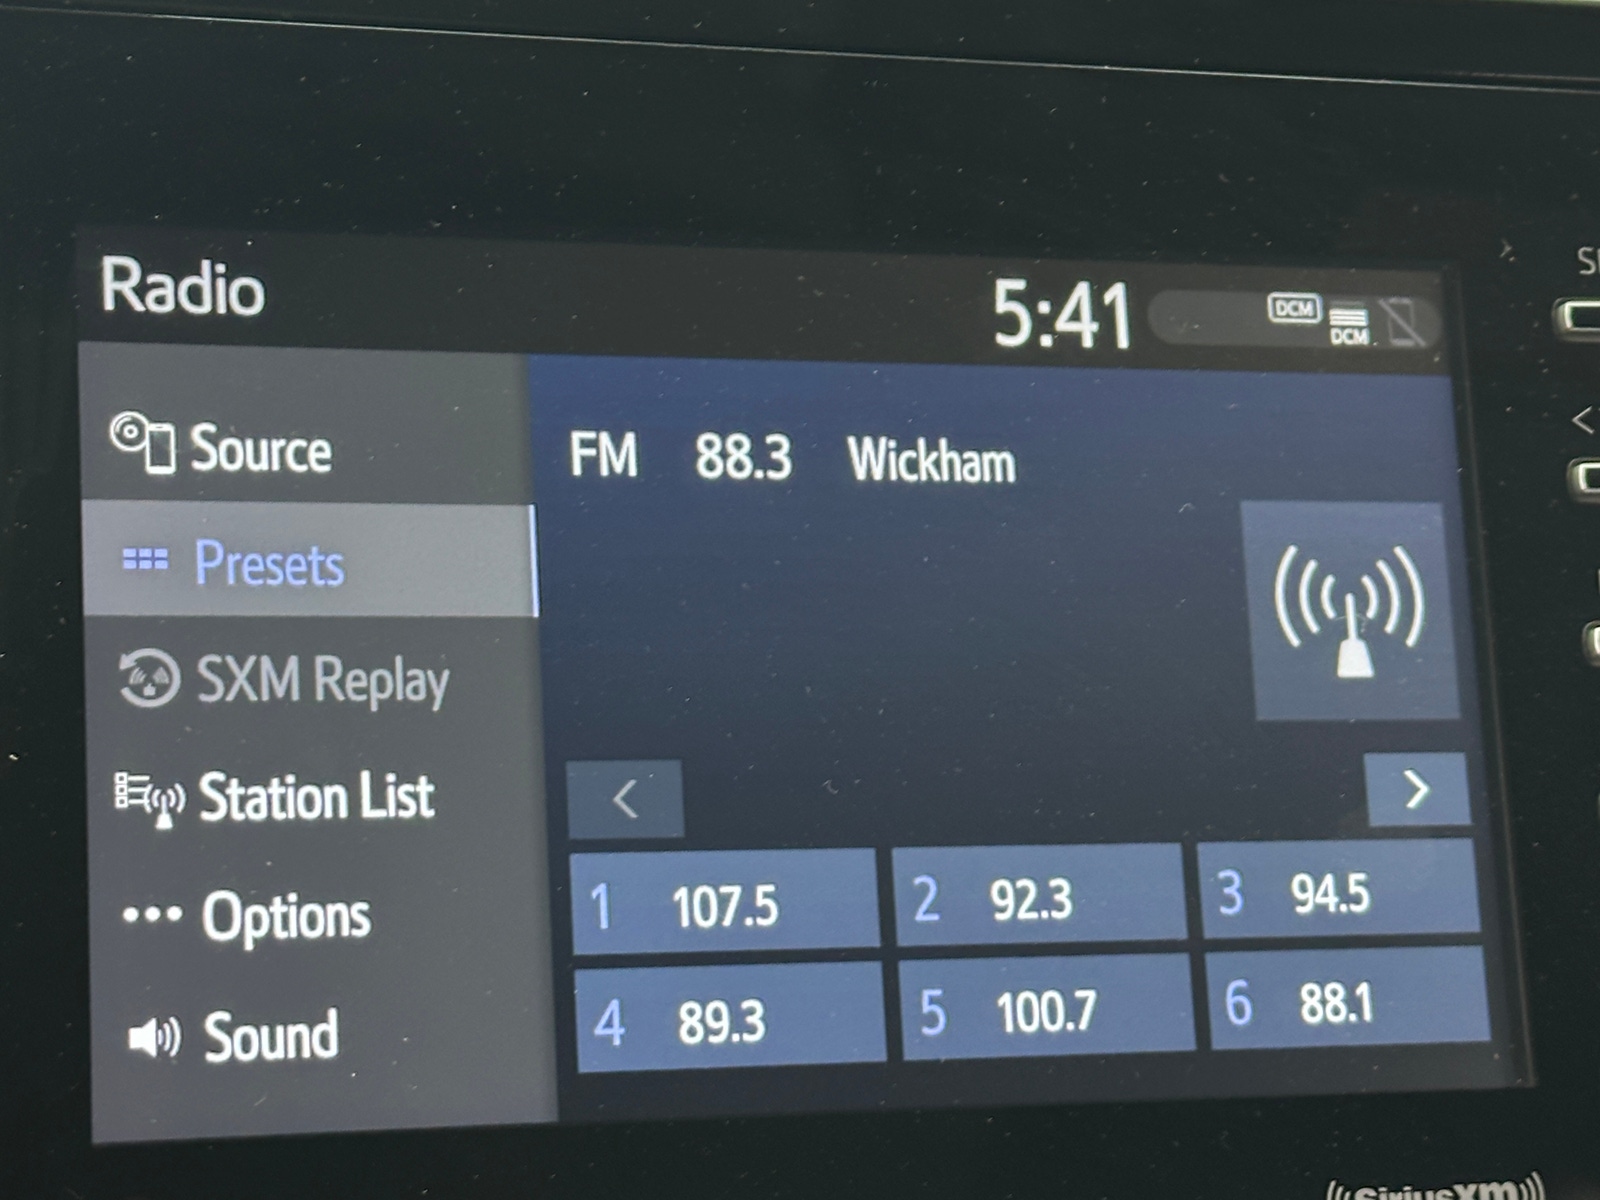 Radio
5:41
DCM
DCM
Source
FM 88.3 Wickham
Presets
SXM Replay
Station List
< >
1 107.5 2 92.3 3 94.5
Options
4 89.3 5 100.7 6 88.1
Sound
SiriusXM